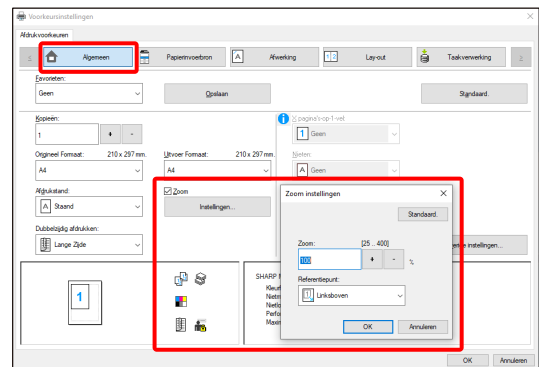 Voorkeursinstellingen
Afdrukvoorkeuren
Algemeen
Papierinvoerbron
Afwerking
Lay-out
Taakverwerking
Favorieten:
Geen
Opslaan
Standaard.
Kopieën:
1
+ -
X pagina's-op-1-vel:
1 Geen
Origineel Formaat: 210 x 297 mm.
A4
Uitvoer Formaat: 210 x 297 mm.
A4
Nieten:
A Geen
Afdrukstand:
A Staand
Zoom
Instellingen...
Dubbelzijdig afdrukken:
Lange Zijde
instellingen...
Zoom instellingen
Standaard.
Zoom: [25 .. 400]
100 + - %
Referentiepunt:
1 Linksboven
OK Annuleren
1
SHARP
OK Annuleren